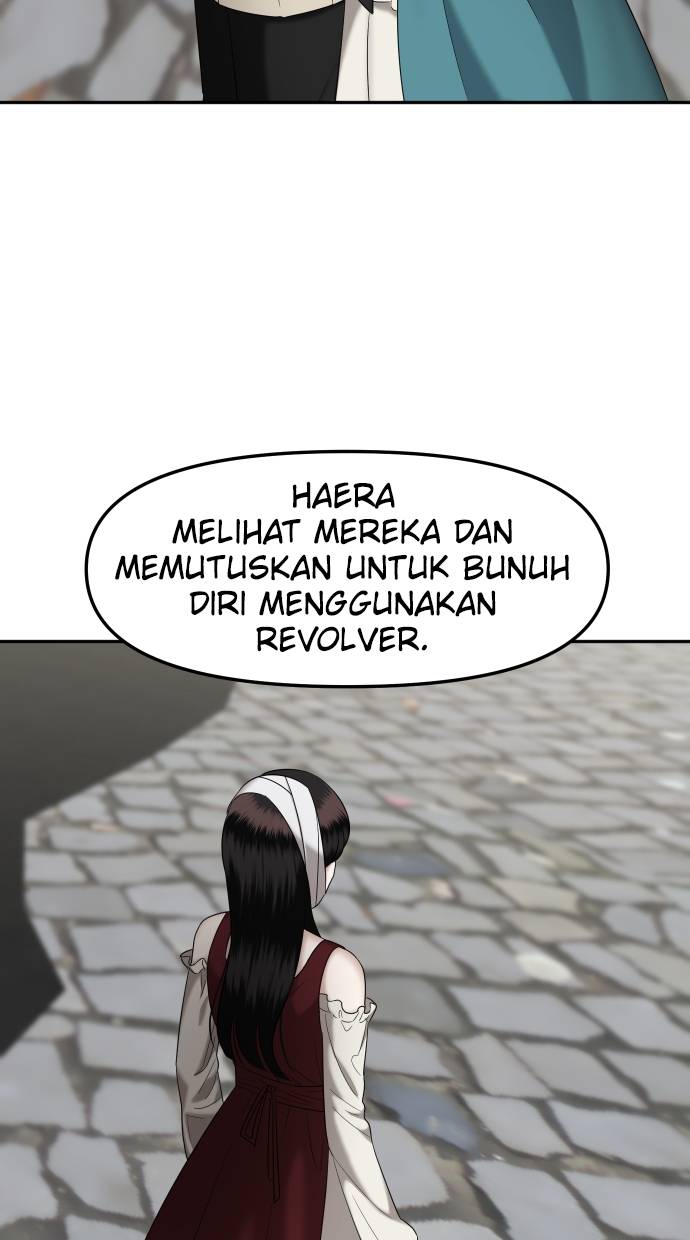 HAERA
MELIHAT MEREKA DAN
MEMUTUSKAN UNTUK BUNUH
DIRI MENGGUNAKAN
REVOLVER.